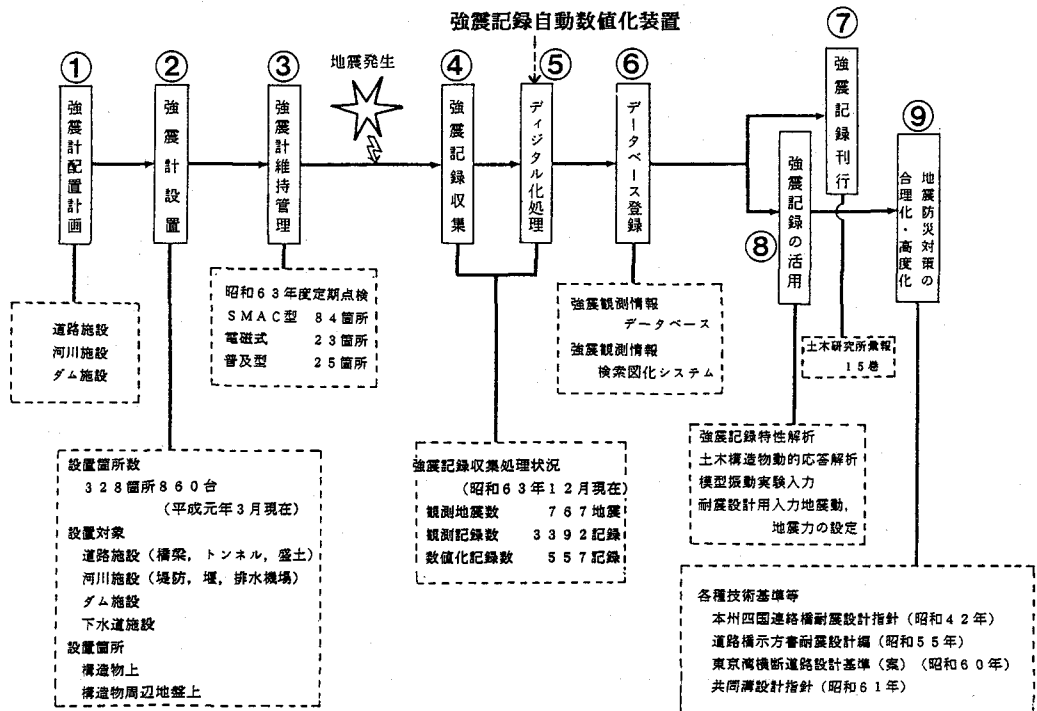 強震記録自動数値化装置
①
強震計配置計画
②
強震計設置
③
強震計維持管理
地震発生
④
強震記録収集
⑤
ディジタル化処理
⑥
データベース登録
⑦
強震記録刊行
⑧
強震記録の活用
⑨
地震防災対策の
合理化・高度化
道路施設
河川施設
ダム施設
設置箇所数
328箇所860台
(平成元年3月現在)
設置対象
道路施設(橋梁,トンネル,盛土)
河川施設(堤防,堰,排水機場)
ダム施設
下水道施設
設置箇所
構造物上
構造物周辺地盤上
昭和63年度定期点検
SMAC型 84箇所
電磁式 23箇所
普及型 25箇所
強震記録収集処理状況
(昭和63年12月現在)
観測地震数 767地震
観測記録数 3392記録
数値化記録数 557記録
強震観測情報
データベース
強震観測情報
検索図化システム
土木研究所彙報
15巻
強震記録特性解析
土木構造物動的応答解析
模型振動実験入力
耐震設計用入力地震動,
地震力の設定
各種技術基準等
本州四国連絡橋耐震設計指針(昭和42年)
道路橋示方書耐震設計編(昭和55年)
東京湾横断道路設計基準(案)(昭和60年)
共同溝設計指針(昭和61年)